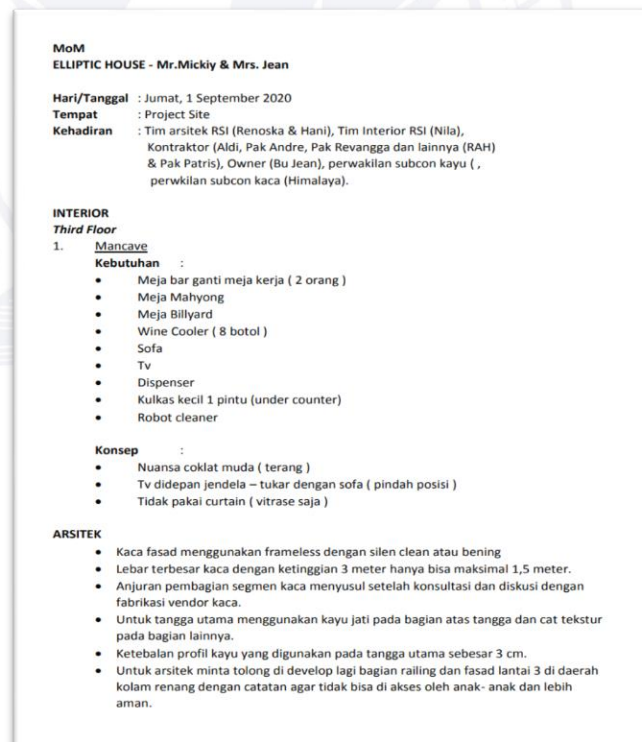 MoM
ELLIPTIC HOUSE - Mr.Mickiy & Mrs. Jean
Hari/Tanggal : Jumat, 1 September 2020
Tempat : Project Site
Kehadiran : Tim arsitek RSI (Renoska & Hani), Tim Interior RSI (Nila),
Kontraktor (Aldi, Pak Andre, Pak Revangga dan lainnya (RAH)
& Pak Patris), Owner (Bu Jean), perwakilan subcon kayu ( ,
perwkilan subcon kaca (Himalaya).
INTERIOR
Third Floor
1. Mancave
Kebutuhan :
• Meja bar ganti meja kerja ( 2 orang )
• Meja Mahyong
• Meja Billyard
• Wine Cooler ( 8 botol )
• Sofa
• Tv
• Dispenser
• Kulkas kecil 1 pintu (under counter)
• Robot cleaner
Konsep :
• Nuansa coklat muda ( terang )
• Tv didepan jendela – tukar dengan sofa ( pindah posisi )
• Tidak pakai curtain ( vitrase saja )
ARSITEK
• Kaca fasad menggunakan frameless dengan silen clean atau bening
• Lebar terbesar kaca dengan ketinggian 3 meter hanya bisa maksimal 1,5 meter.
• Anjuran pembagian segmen kaca menyusul setelah konsultasi dan diskusi dengan
fabrikasi vendor kaca.
• Untuk tangga utama menggunakan kayu jati pada bagian atas tangga dan cat tekstur
pada bagian lainnya.
• Ketebalan profil kayu yang digunakan pada tangga utama sebesar 3 cm.
• Untuk arsitek minta tolong di develop lagi bagian railing dan fasad lantai 3 di daerah
kolam renang dengan catatan agar tidak bisa di akses oleh anak- anak dan lebih
aman.